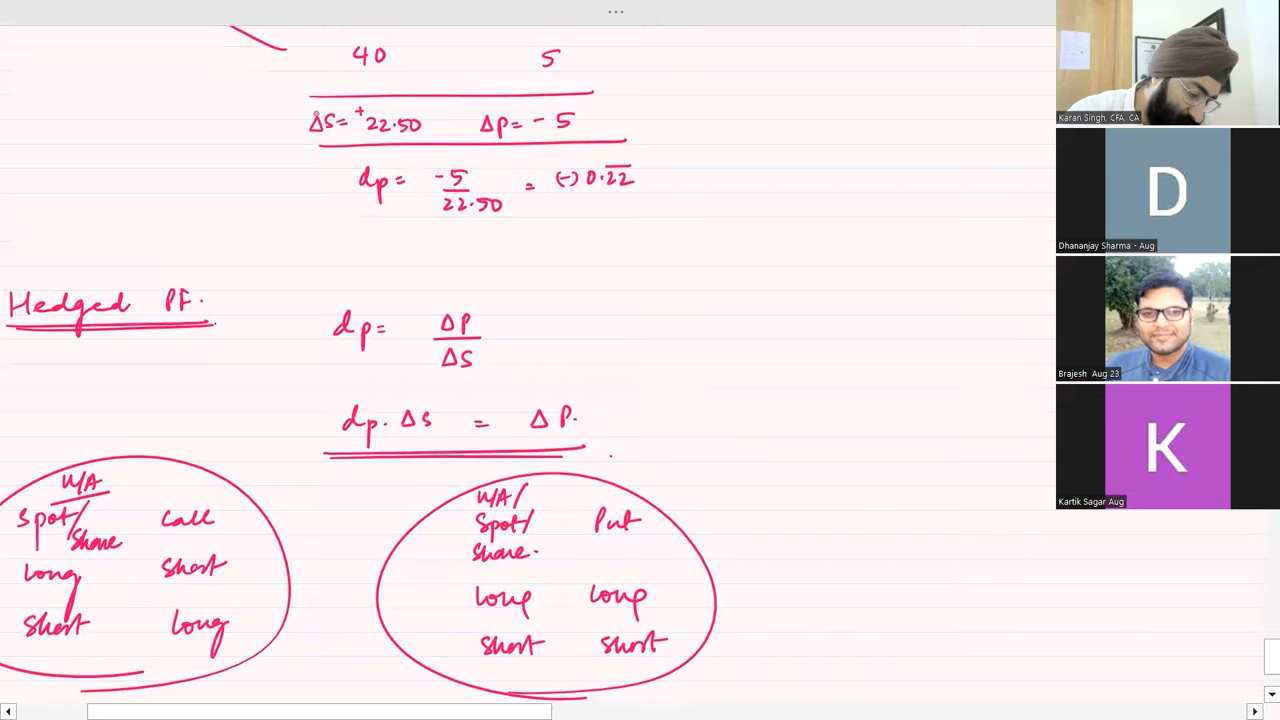 ...
40 5
ΔS= +22.50 ΔP= -5
dp= -5/22.50 = (-) 0.22
Hedged PF.
dp= ΔP/ΔS
dp. ΔS = ΔP.
U/A
Spot/Share Call
Long Short
Short Long
U/A/
Spot/ Put
Share.
Long Long
Short Short
Karan Singh, CFA, CA
D
Dhananjay Sharma - Aug
Brajesh Aug 23
K
Kartik Sagar Aug